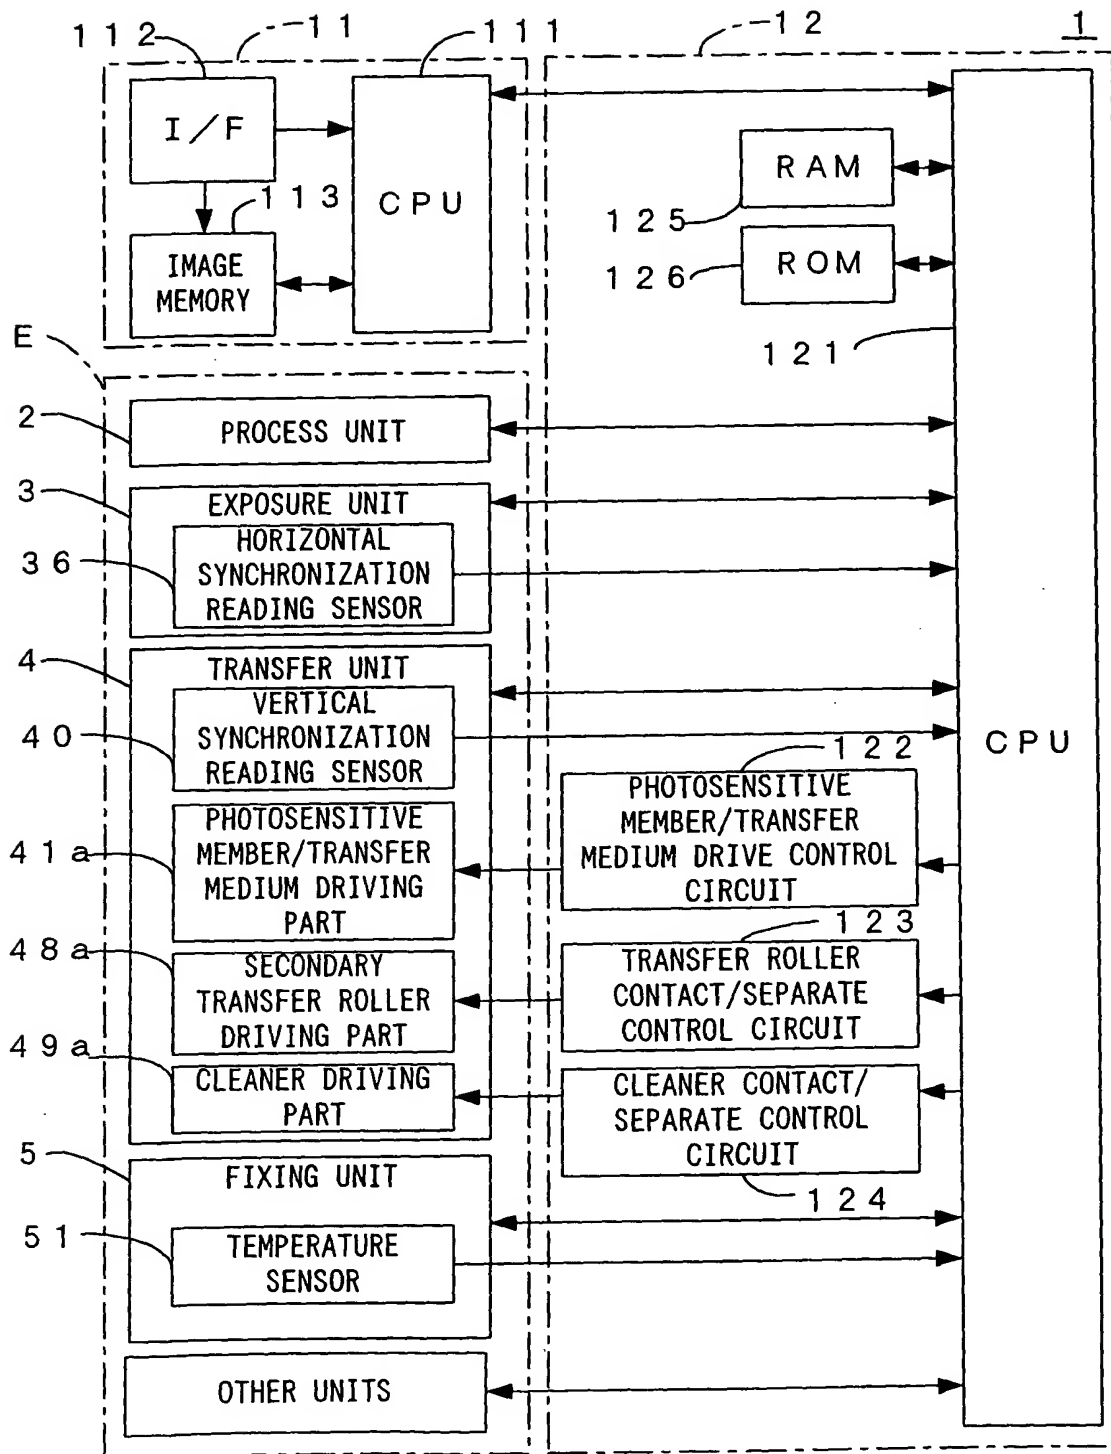 112
11
111
12
1
I/F
CPU
113
IMAGE
MEMORY
RAM
125
ROM
126
121
E
2
PROCESS UNIT
3
EXPOSURE UNIT
36
HORIZONTAL
SYNCHRONIZATION
READING SENSOR
4
TRANSFER UNIT
40
VERTICAL
SYNCHRONIZATION
READING SENSOR
CPU
122
41a
PHOTOSENSITIVE
MEMBER/TRANSFER
MEDIUM DRIVING
PART
PHOTOSENSITIVE
MEMBER/TRANSFER
MEDIUM DRIVE CONTROL
CIRCUIT
123
48a
SECONDARY
TRANSFER ROLLER
DRIVING PART
TRANSFER ROLLER
CONTACT/SEPARATE
CONTROL CIRCUIT
49a
CLEANER DRIVING
PART
CLEANER CONTACT/
SEPARATE CONTROL
CIRCUIT
124
5
FIXING UNIT
51
TEMPERATURE
SENSOR
OTHER UNITS